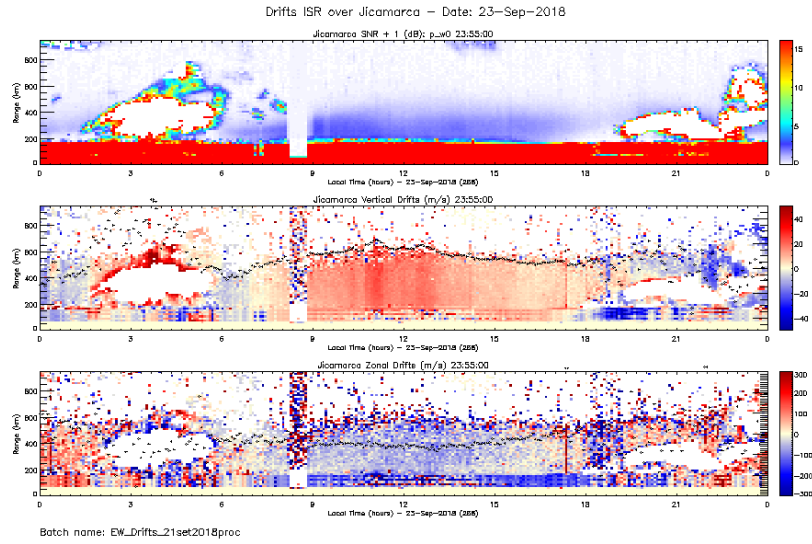 Drifts ISR over Jicamarca - Date: 23-Sep-2018
Jicamarca SNR + 1 (dB): p_w0 23:55:00
Range (km)
800
600
400
200
0
0 3 6 9 12 15 18 21 0
15
10
5
0
Local Time (hours) - 23-Sep-2018 (266)
Jicamarca Vertical Drifts (m/s) 23:55:00
Range (km)
800
600
400
200
0
0 3 6 9 12 15 18 21 0
40
20
0
-20
-40
Local Time (hours) - 23-Sep-2018 (266)
Jicamarca Zonal Drifts (m/s) 23:55:00
Range (km)
800
600
400
200
0
0 3 6 9 12 15 18 21 0
300
200
100
0
-100
-200
-300
Local Time (hours) - 23-Sep-2018 (266)
Batch name: EW_Drifts_21set2018proc